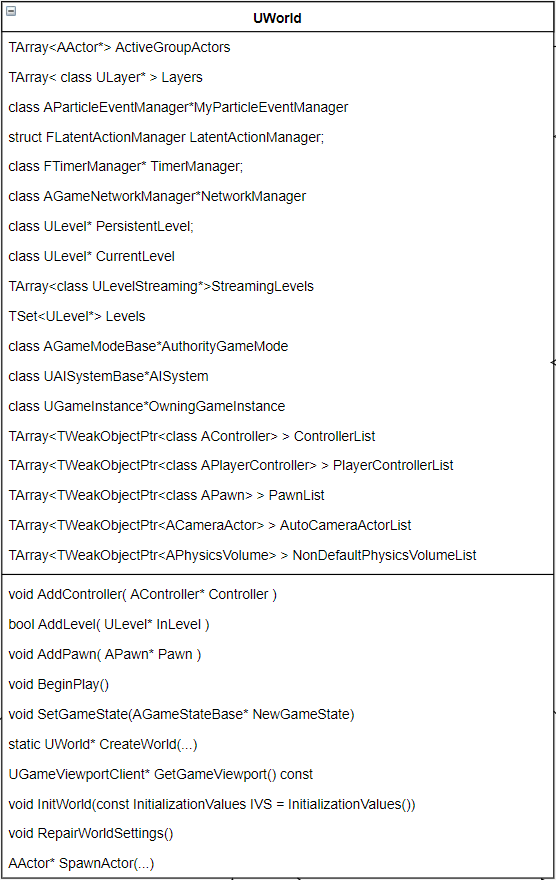 UWorld
TArray<AActor*> ActiveGroupActors
TArray< class ULayer* > Layers
class AParticleEventManager*MyParticleEventManager
struct FLatentActionManager LatentActionManager;
class FTimerManager* TimerManager;
class AGameNetworkManager*NetworkManager
class ULevel* PersistentLevel;
class ULevel* CurrentLevel
TArray<class ULevelStreaming*>StreamingLevels
TSet<ULevel*> Levels
class AGameModeBase*AuthorityGameMode
class UAISystemBase*AISystem
class UGameInstance*OwningGameInstance
TArray<TWeakObjectPtr<class AController> > ControllerList
TArray<TWeakObjectPtr<class APlayerController> > PlayerControllerList
TArray<TWeakObjectPtr<class APawn> > PawnList
TArray<TWeakObjectPtr<ACameraActor> > AutoCameraActorList
TArray<TWeakObjectPtr<APhysicsVolume> > NonDefaultPhysicsVolumeList
void AddController( AController* Controller )
bool AddLevel( ULevel* InLevel )
void AddPawn( APawn* Pawn )
void BeginPlay()
void SetGameState(AGameStateBase* NewGameState)
static UWorld* CreateWorld(...)
UGameViewportClient* GetGameViewport() const
void InitWorld(const InitializationValues IVS = InitializationValues())
void RepairWorldSettings()
AActor* SpawnActor(...)